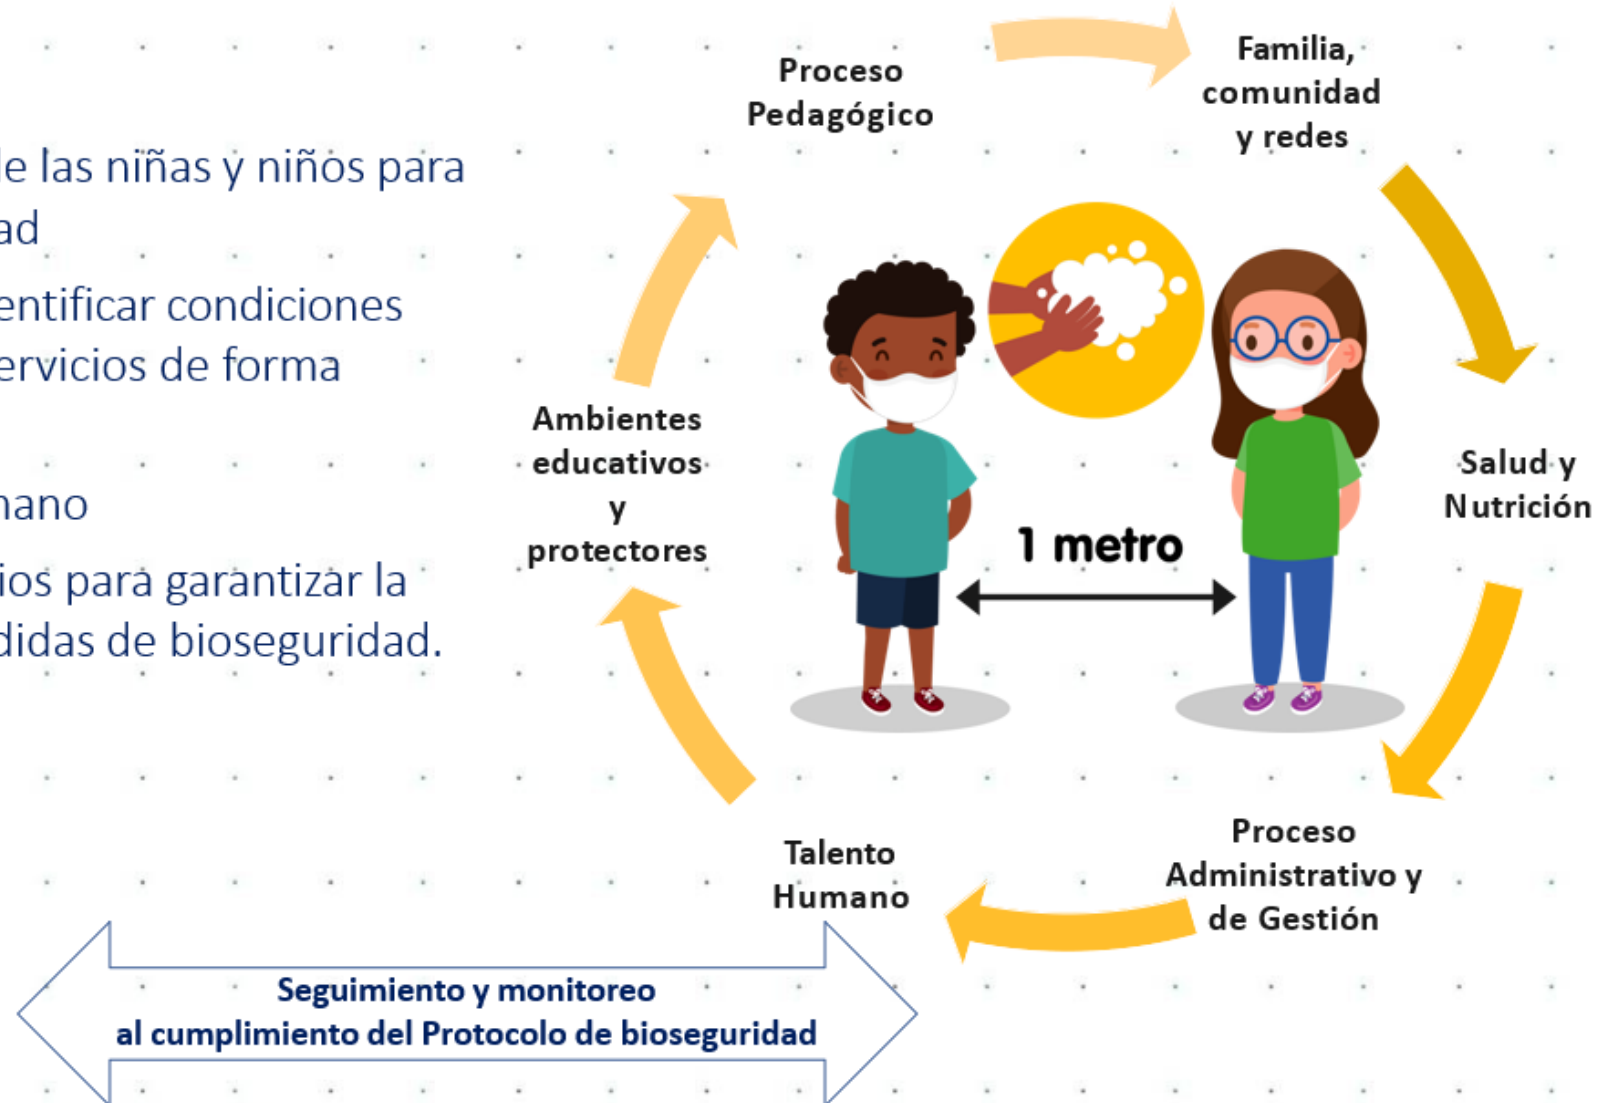 de las niñas y niños para
ad
entificar condiciones
ervicios de forma
mano
ios para garantizar la
didas de bioseguridad.
Proceso
Pedagógico
Familia,
comunidad
y redes
Salud y
Nutrición
Proceso
Administrativo y
de Gestión
Talento
Humano
Ambientes
educativos
y
protectores
1 metro
Seguimiento y monitoreo
al cumplimiento del Protocolo de bioseguridad